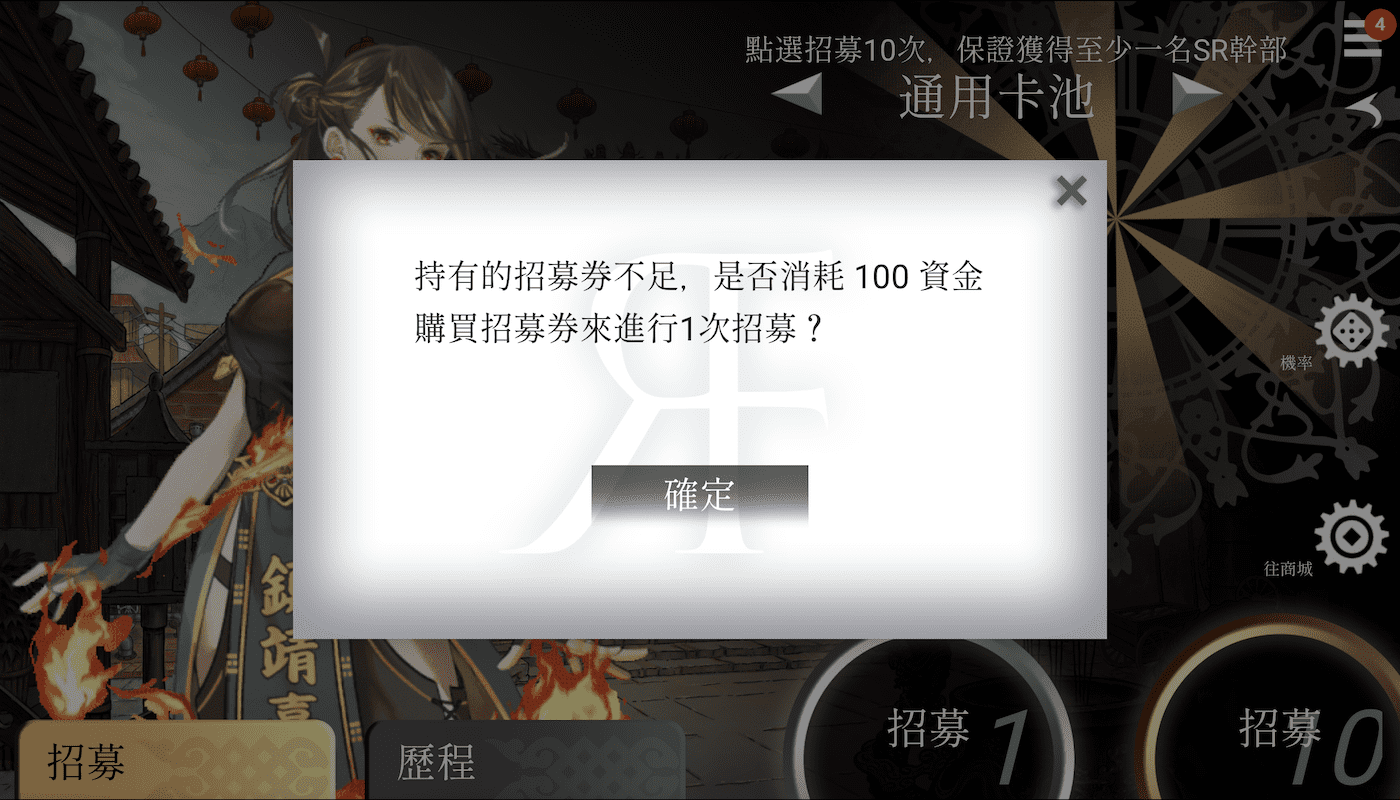 4
點選招募10次，保證獲得至少一名SR幹部
通用卡池
持有的招募券不足，是否消耗 100 資金
購買招募券來進行1次招募？
確定
機率
往商城
鎮靖嘉
招募
歷程
招募 1
招募 10